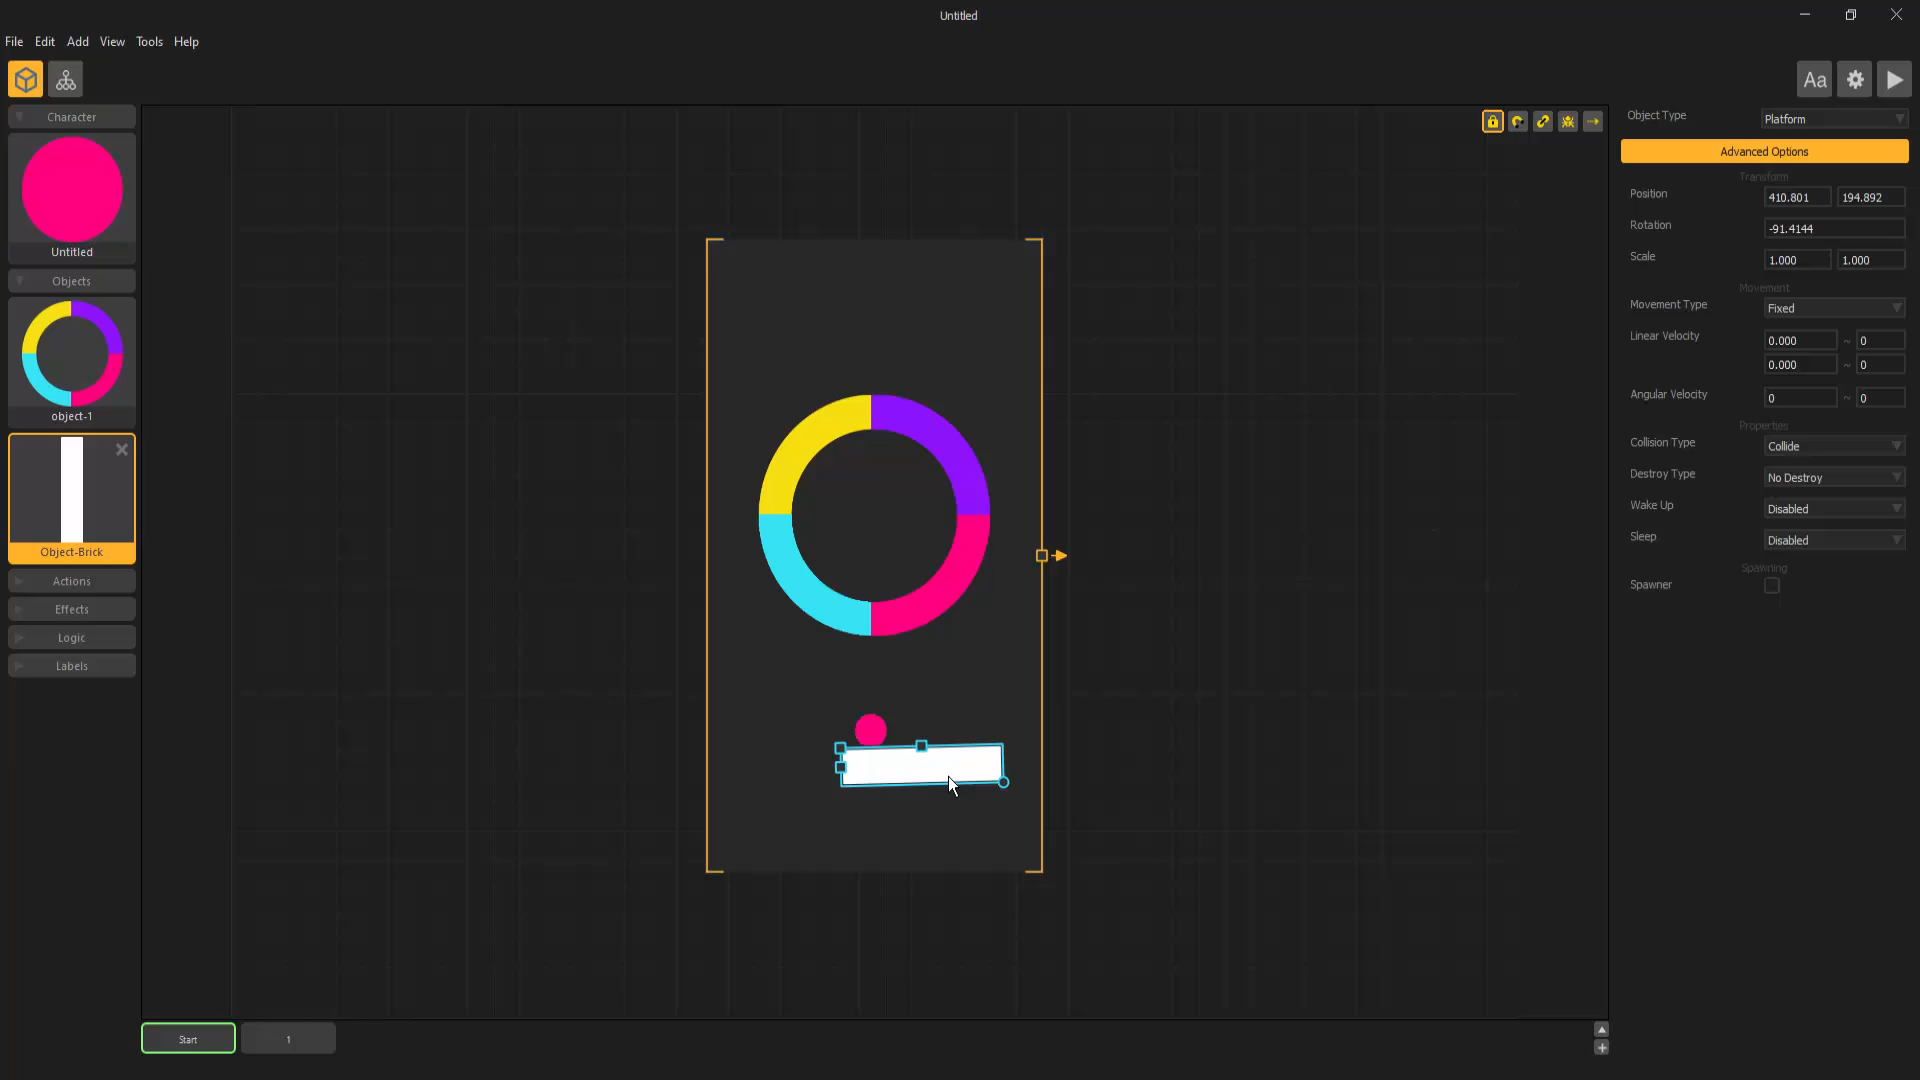 Untitled
File Edit Add View Tools Help
Aa
Character
Untitled
Objects
object-1
Object-Brick
Actions
Effects
Logic
Labels
Object Type Platform
Advanced Options
Transform
Position 410.801 194.892
Rotation -91.4144
Scale 1.000 1.000
Movement
Movement Type Fixed
Linear Velocity 0.000 ~ 0
0.000 ~ 0
Angular Velocity 0 ~ 0
Properties
Collision Type Collide
Destroy Type No Destroy
Wake Up Disabled
Sleep Disabled
Spawning
Spawner
Start 1